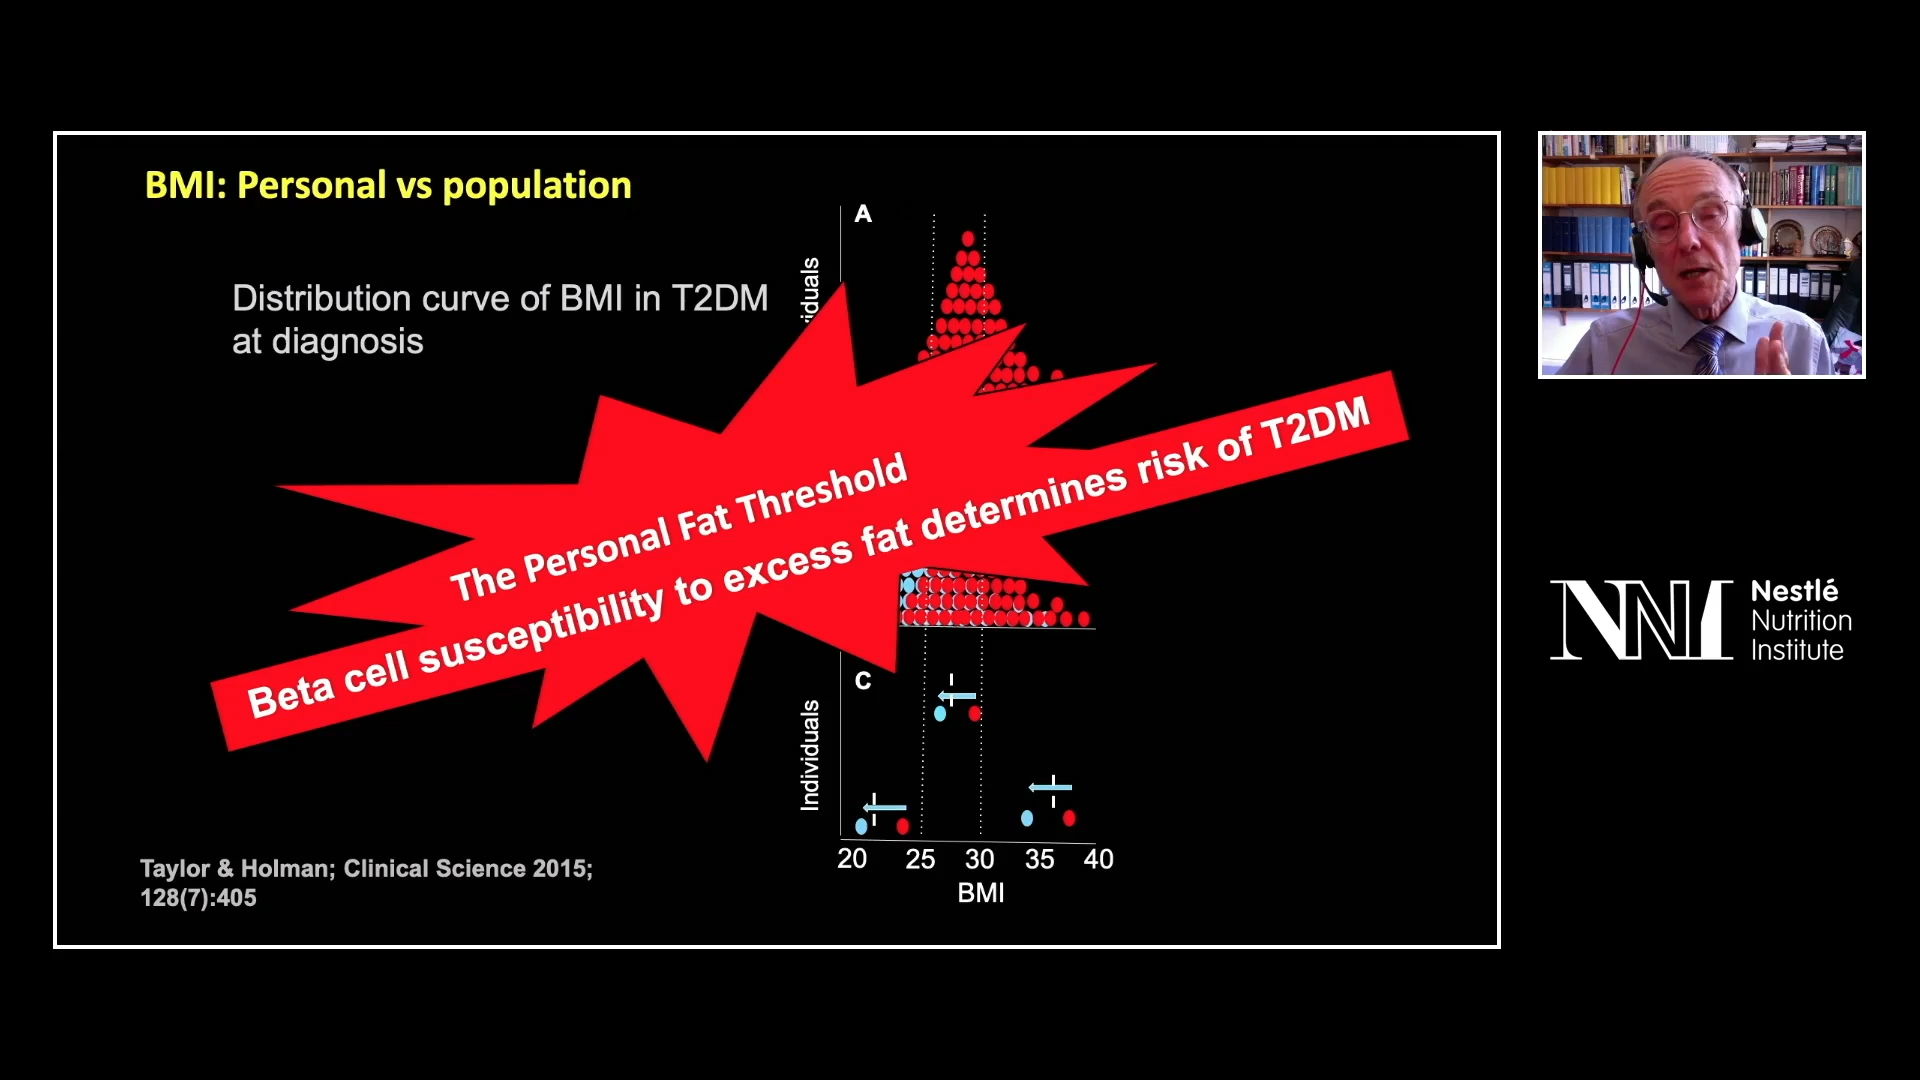 BMI: Personal vs population
Distribution curve of BMI in T2DM
at diagnosis
A
The Personal Fat Threshold
Beta cell susceptibility to excess fat determines risk of T2DM
C
Individuals
20 25 30 35 40
BMI
Taylor & Holman; Clinical Science 2015;
128(7):405
NNI
Nestlé
Nutrition
Institute